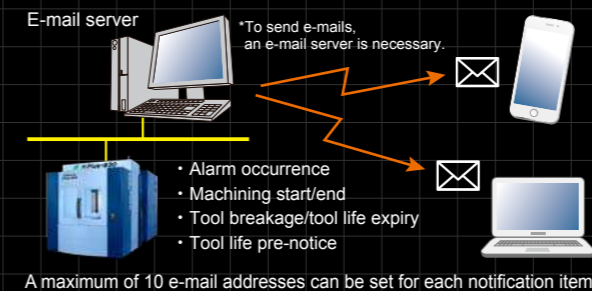 E-mail server
*To send e-mails,
an e-mail server is necessary.
・Alarm occurrence
・Machining start/end
・Tool breakage/tool life expiry
・Tool life pre-notice
A maximum of 10 e-mail addresses can be set for each notification item